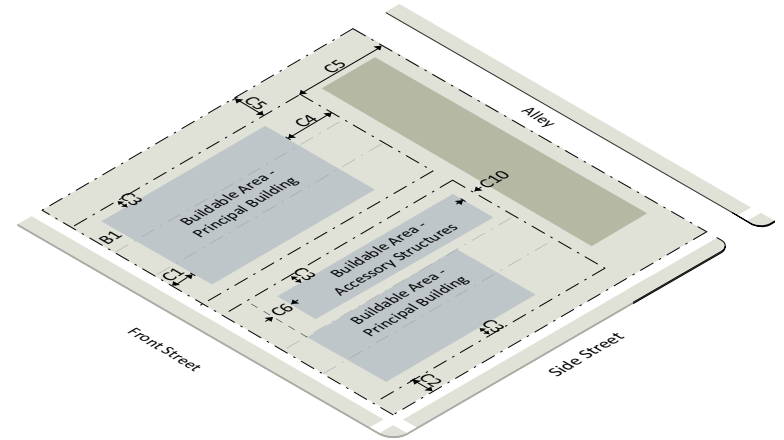 C5
C5
Alley
C4
C10
C3
Buildable Area -
Principal Building
B1
Buildable Area -
Accessory Structures
C1
C3
C6
Buildable Area -
Principal Building
C3
Front Street
Side Street
C2